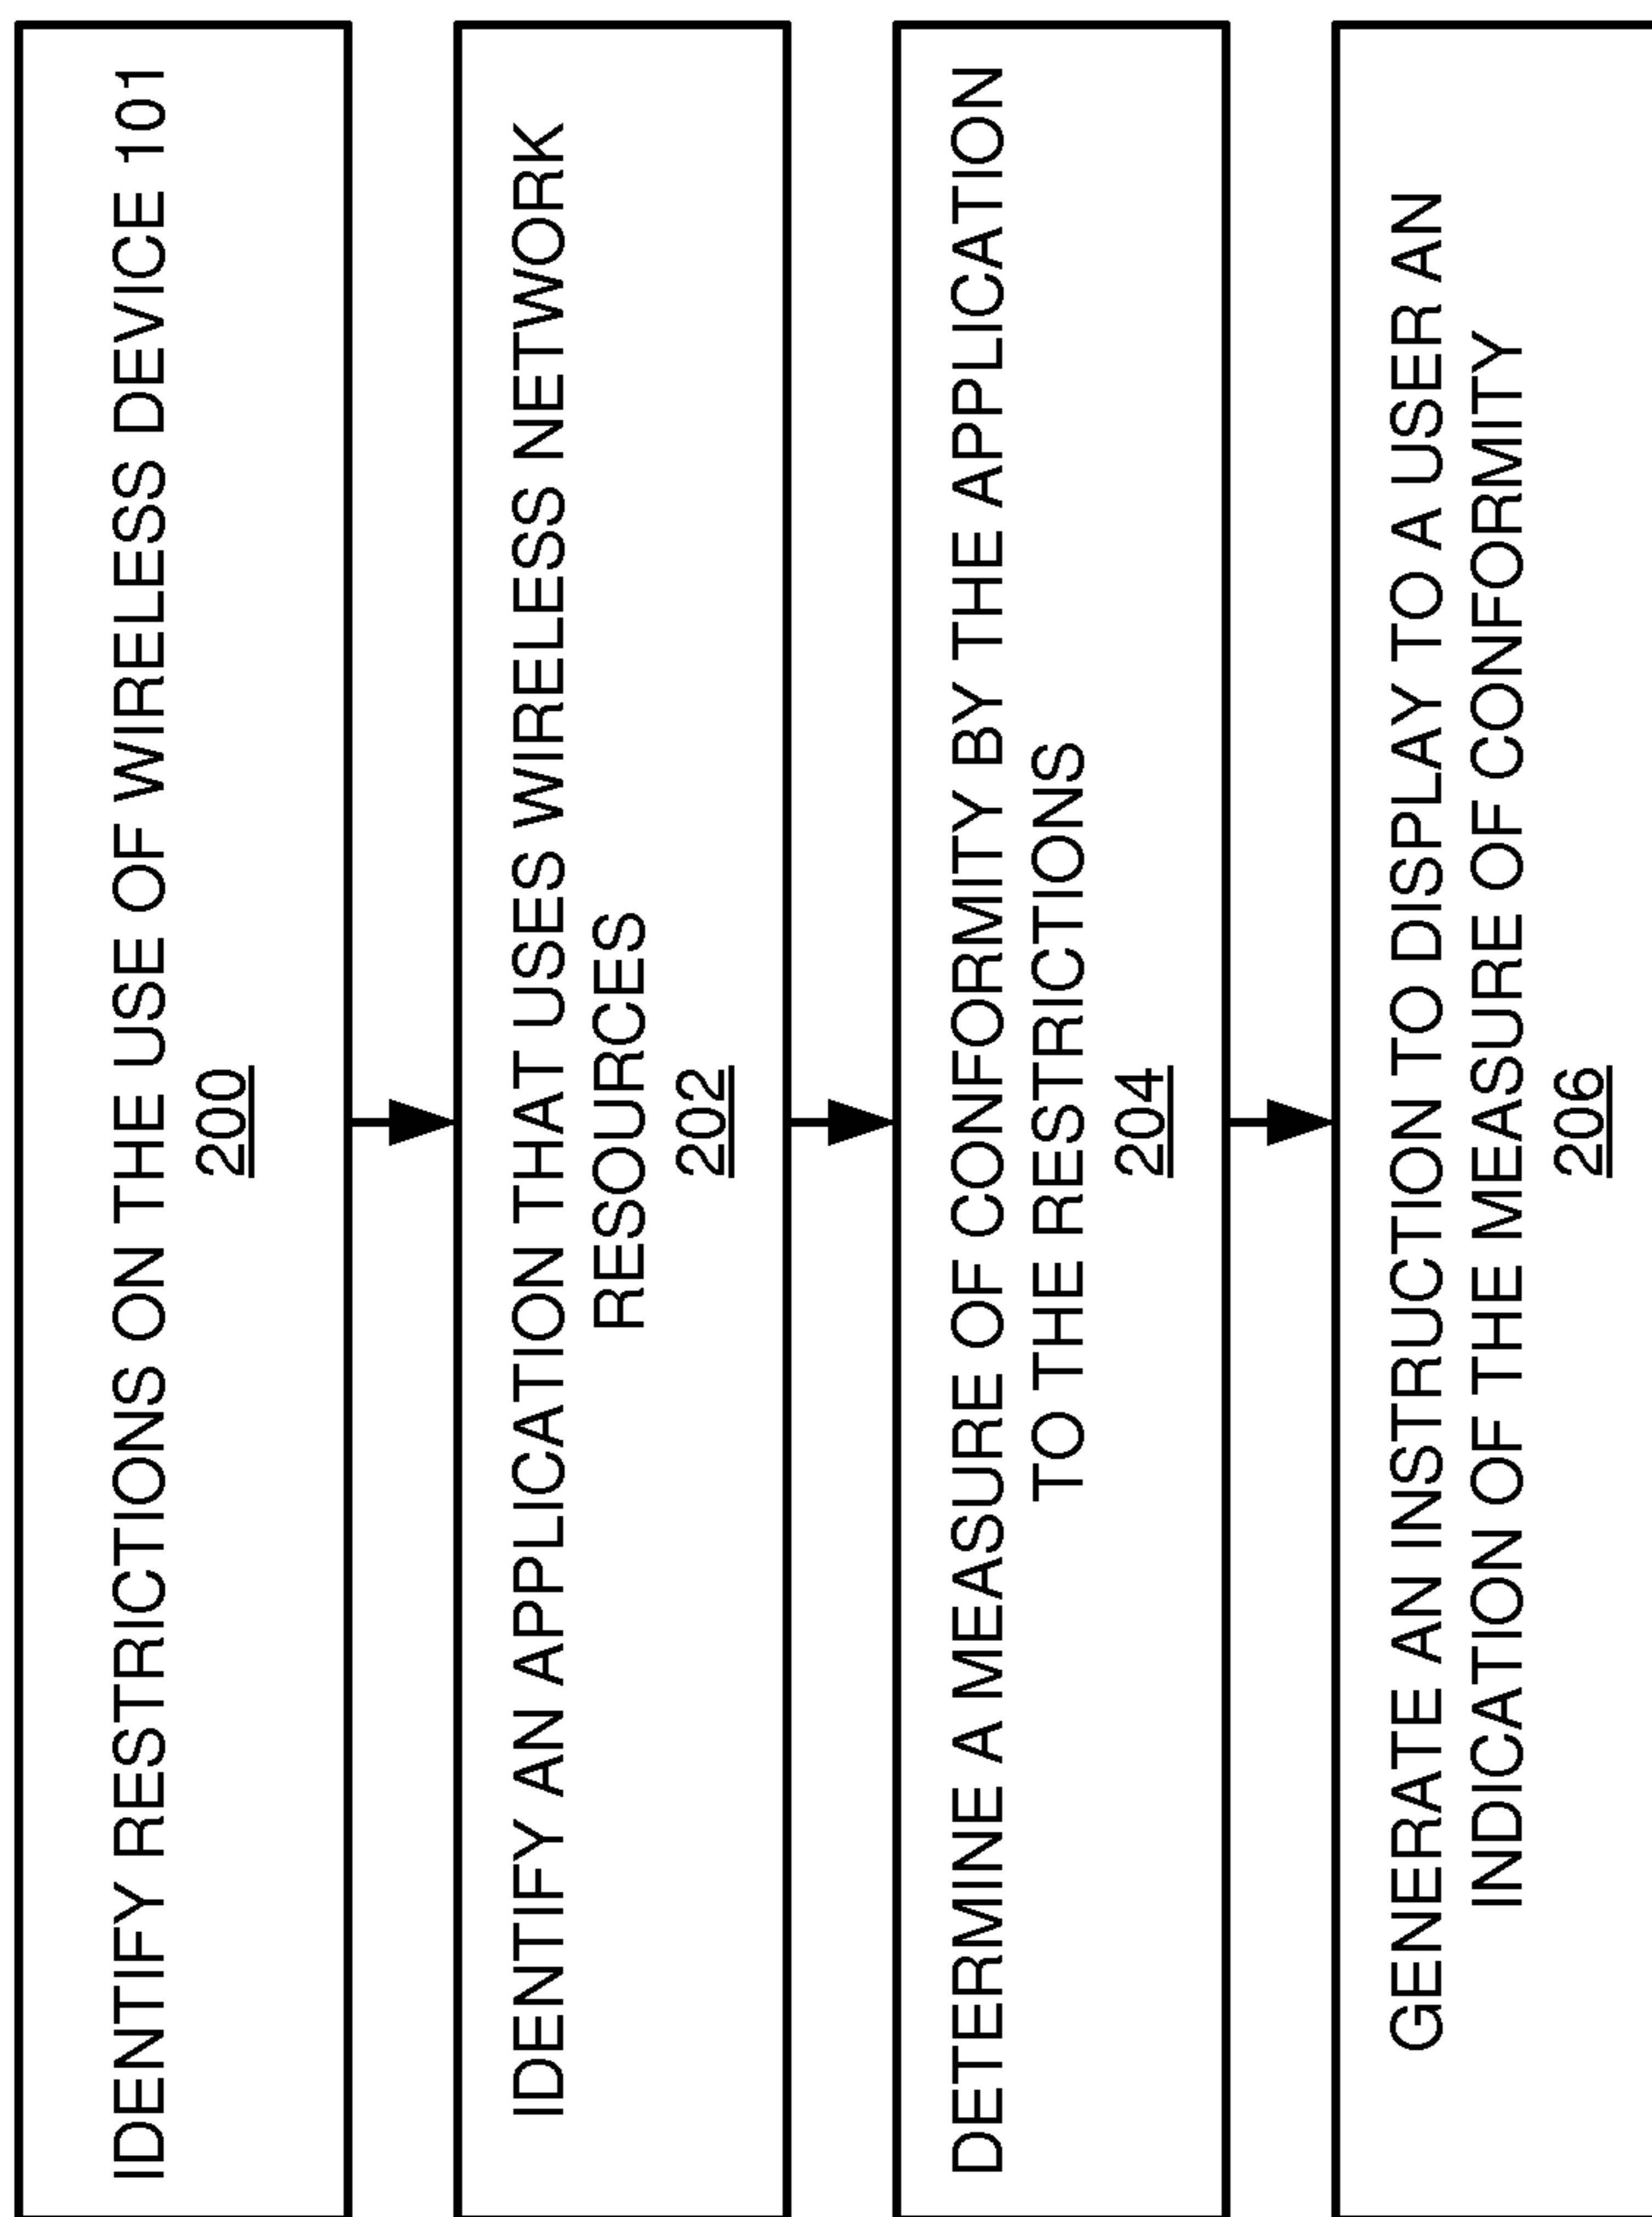 IDENTIFY RESTRICTIONS ON THE USE OF WIRELESS DEVICE 101
200
IDENTIFY AN APPLICATION THAT USES WIRELESS NETWORK
RESOURCES
202
DETERMINE A MEASURE OF CONFORMITY BY THE APPLICATION
TO THE RESTRICTIONS
204
GENERATE AN INSTRUCTION TO DISPLAY TO A USER AN
INDICATION OF THE MEASURE OF CONFORMITY
206